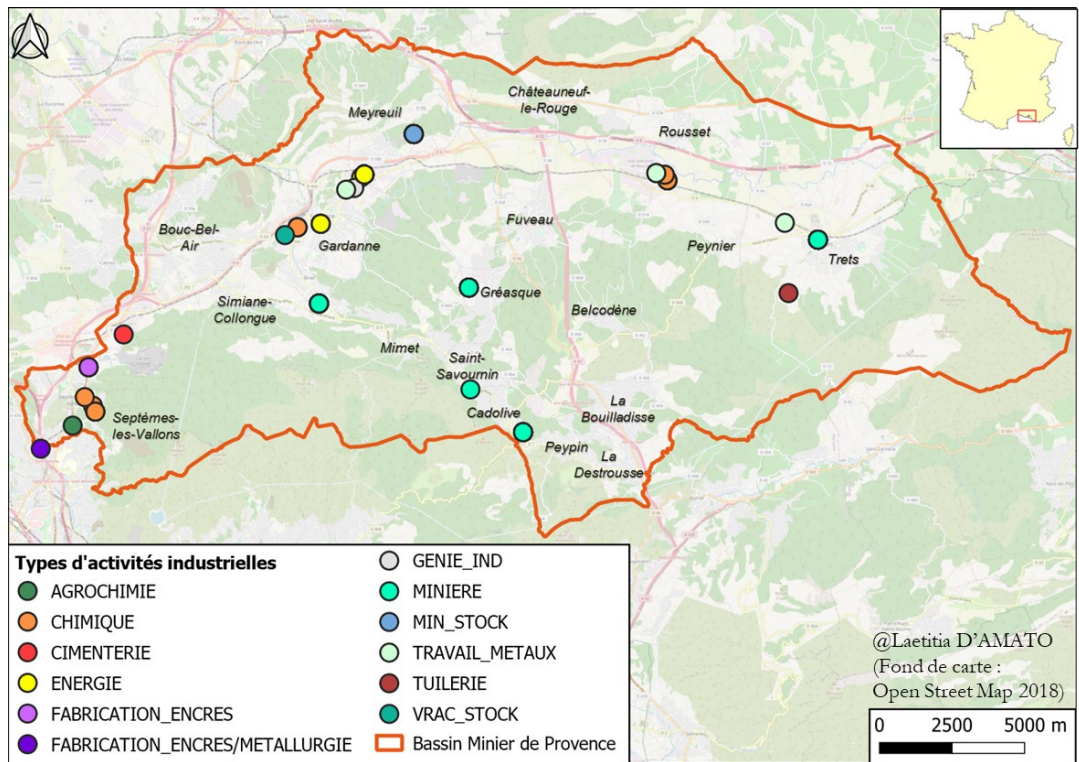 Meyreuil
Châteauneuf-
le-Rouge
Rousset
Bouc-Bel-
Air
Gardanne
Fuveau
Peynier
Trets
Simiane-
Collongue
Gréasque
Belcodène
Mimet
Saint-
Savournin
Cadolive
La
Bouilladisse
Septèmes-
les-Vallons
Peypin
La
Destrousse
Types d'activités industrielles
AGROCHIMIE
CHIMIQUE
CIMENTERIE
ENERGIE
FABRICATION_ENCRES
FABRICATION_ENCRES/METALLURGIE
GENIE_IND
MINIERE
MIN_STOCK
TRAVAIL_METAUX
TUILERIE
VRAC_STOCK
Bassin Minier de Provence
@Laetitia D'AMATO
(Fond de carte :
Open Street Map 2018)
0 2500 5000 m